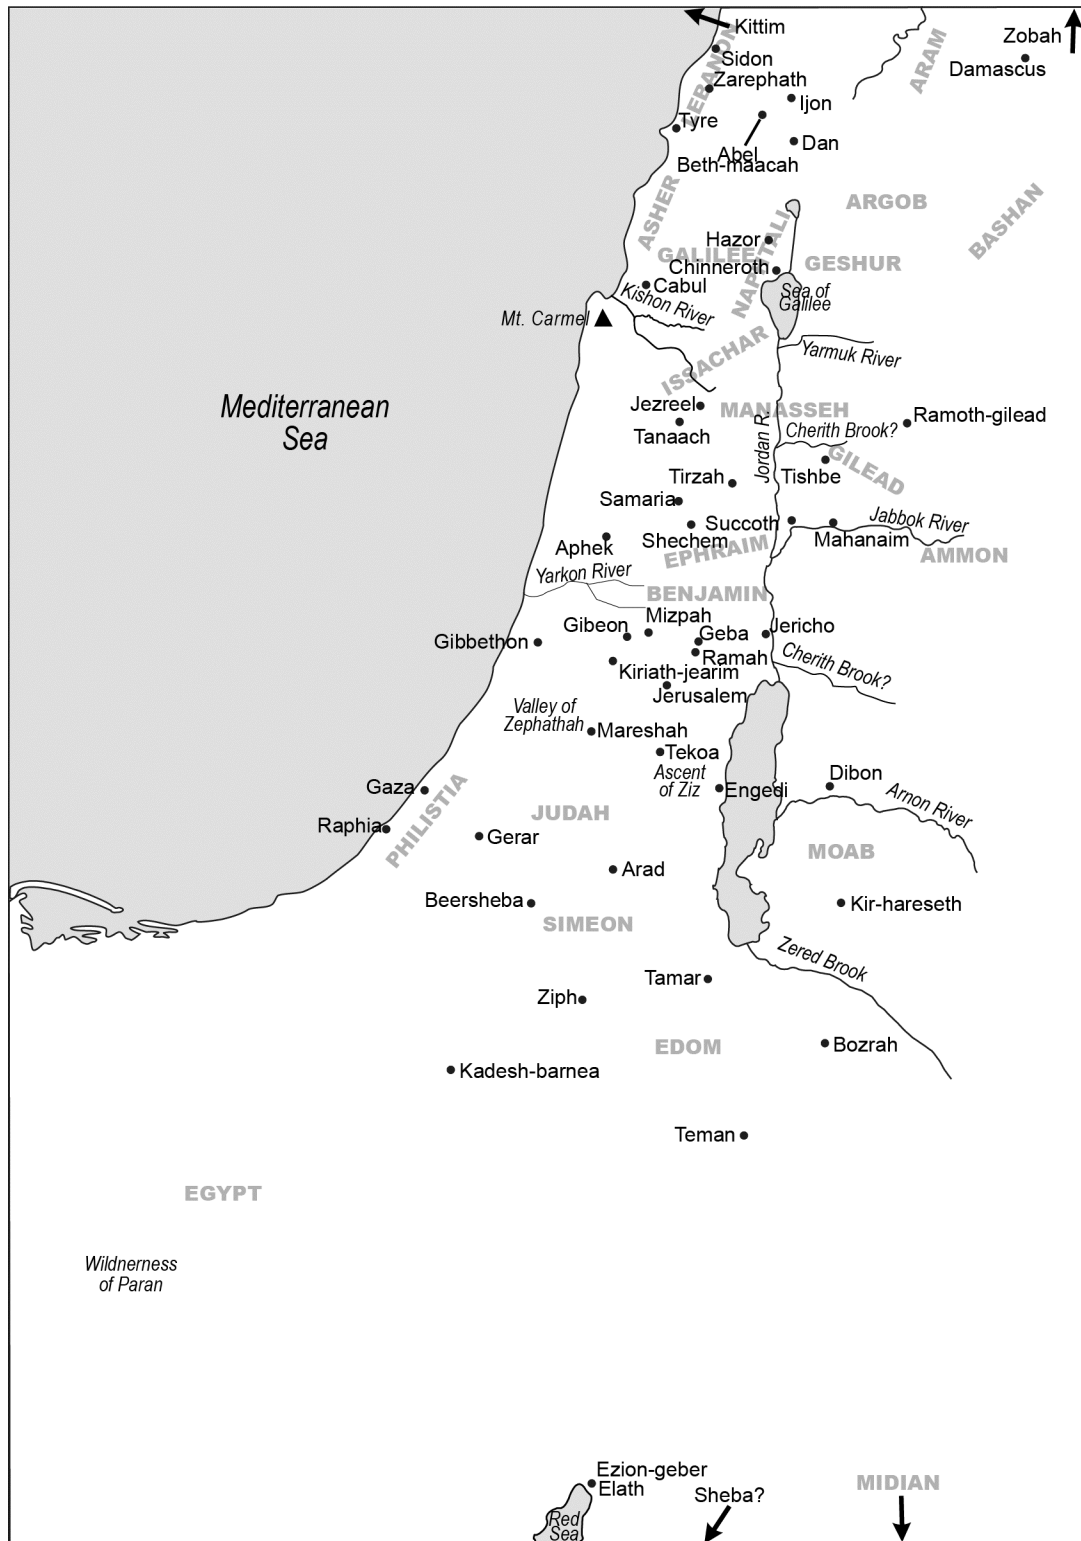 Kittim
Zobah
Sidon
LEBANON
ARAM
Damascus
Zarephath
Ijon
Tyre
Dan
Abel
Beth-maacah
ASHER
ARGOB
BASHAN
Hazor
NAPHTALI
GALILEE
GESHUR
Chinneroth
Cabul
Sea of
Galilee
Kishon River
Mt. Carmel
ISSACHAR
Yarmuk River
Mediterranean
Sea
Jezreel
MANASSEH
Ramoth-gilead
Tanaach
Jordan R.
Cherith Brook?
GILEAD
Tirzah
Tishbe
Samaria
Succoth
Jabbok River
Shechem
Mahanaim
Aphek
EPHRAIM
AMMON
Yarkon River
BENJAMIN
Mizpah
Gibeon
Geba
Jericho
Gibbethon
Ramah
Cherith Brook?
Kiriath-jearim
Jerusalem
Valley of
Zephathah
Mareshah
Tekoa
Ascent
of Ziz
Dibon
Gaza
Engedi
Arnon River
PHILISTIA
JUDAH
Raphia
Gerar
MOAB
Arad
Beersheba
Kir-hareseth
SIMEON
Zered Brook
Tamar
Ziph
EDOM
Bozrah
Kadesh-barnea
Teman
EGYPT
Wildnerness
of Paran
Ezion-geber
Elath
Sheba?
MIDIAN
Red
Sea